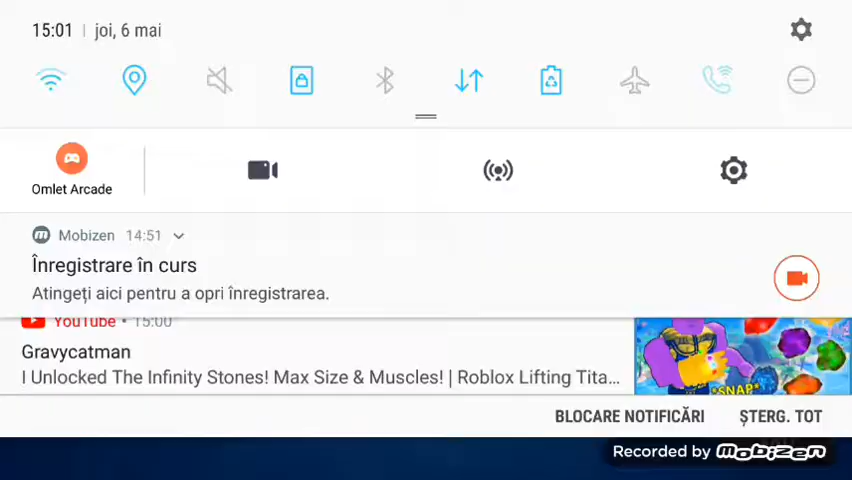 15:01 | joi, 6 mai
Omlet Arcade
Mobizen 14:51
Înregistrare în curs
Atingeți aici pentru a opri înregistrarea.
YouTube • 15:00
Gravycatman
I Unlocked The Infinity Stones! Max Size & Muscles! | Roblox Lifting Tita...
*SNAP*
BLOCARE NOTIFICĂRI ȘTERG. TOT
Recorded by Mobizen